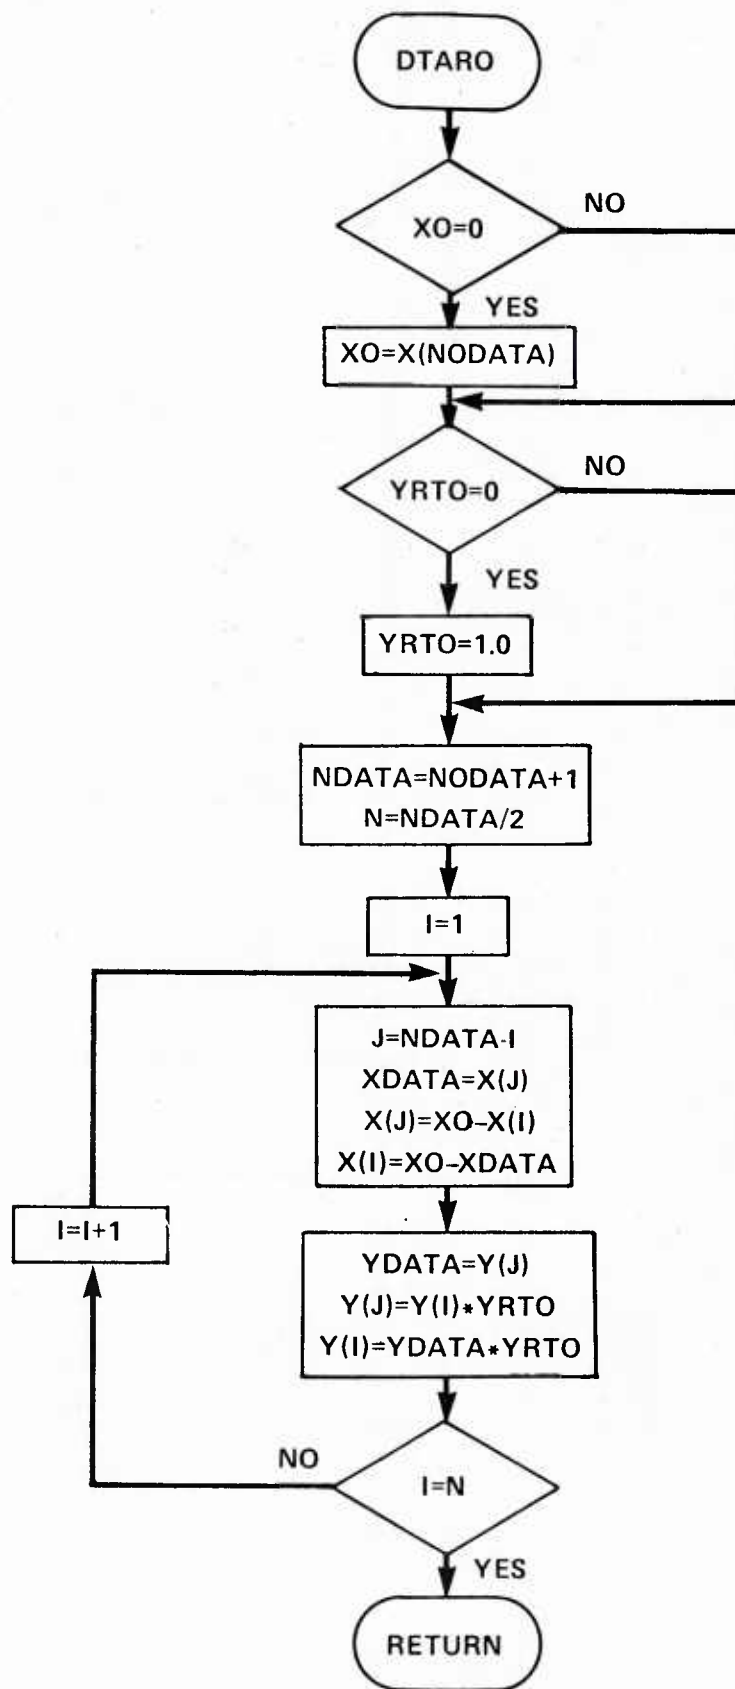 DTARO
XO=0
NO
YES
XO=X(NODATA)
YRTO=0
NO
YES
YRTO=1.0
NDATA=NODATA+1
N=NDATA/2
I=1
J=NDATA-I
XDATA=X(J)
X(J)=XO-X(I)
X(I)=XO-XDATA
I=I+1
YDATA=Y(J)
Y(J)=Y(I)*YRTO
Y(I)=YDATA*YRTO
NO
I=N
YES
RETURN